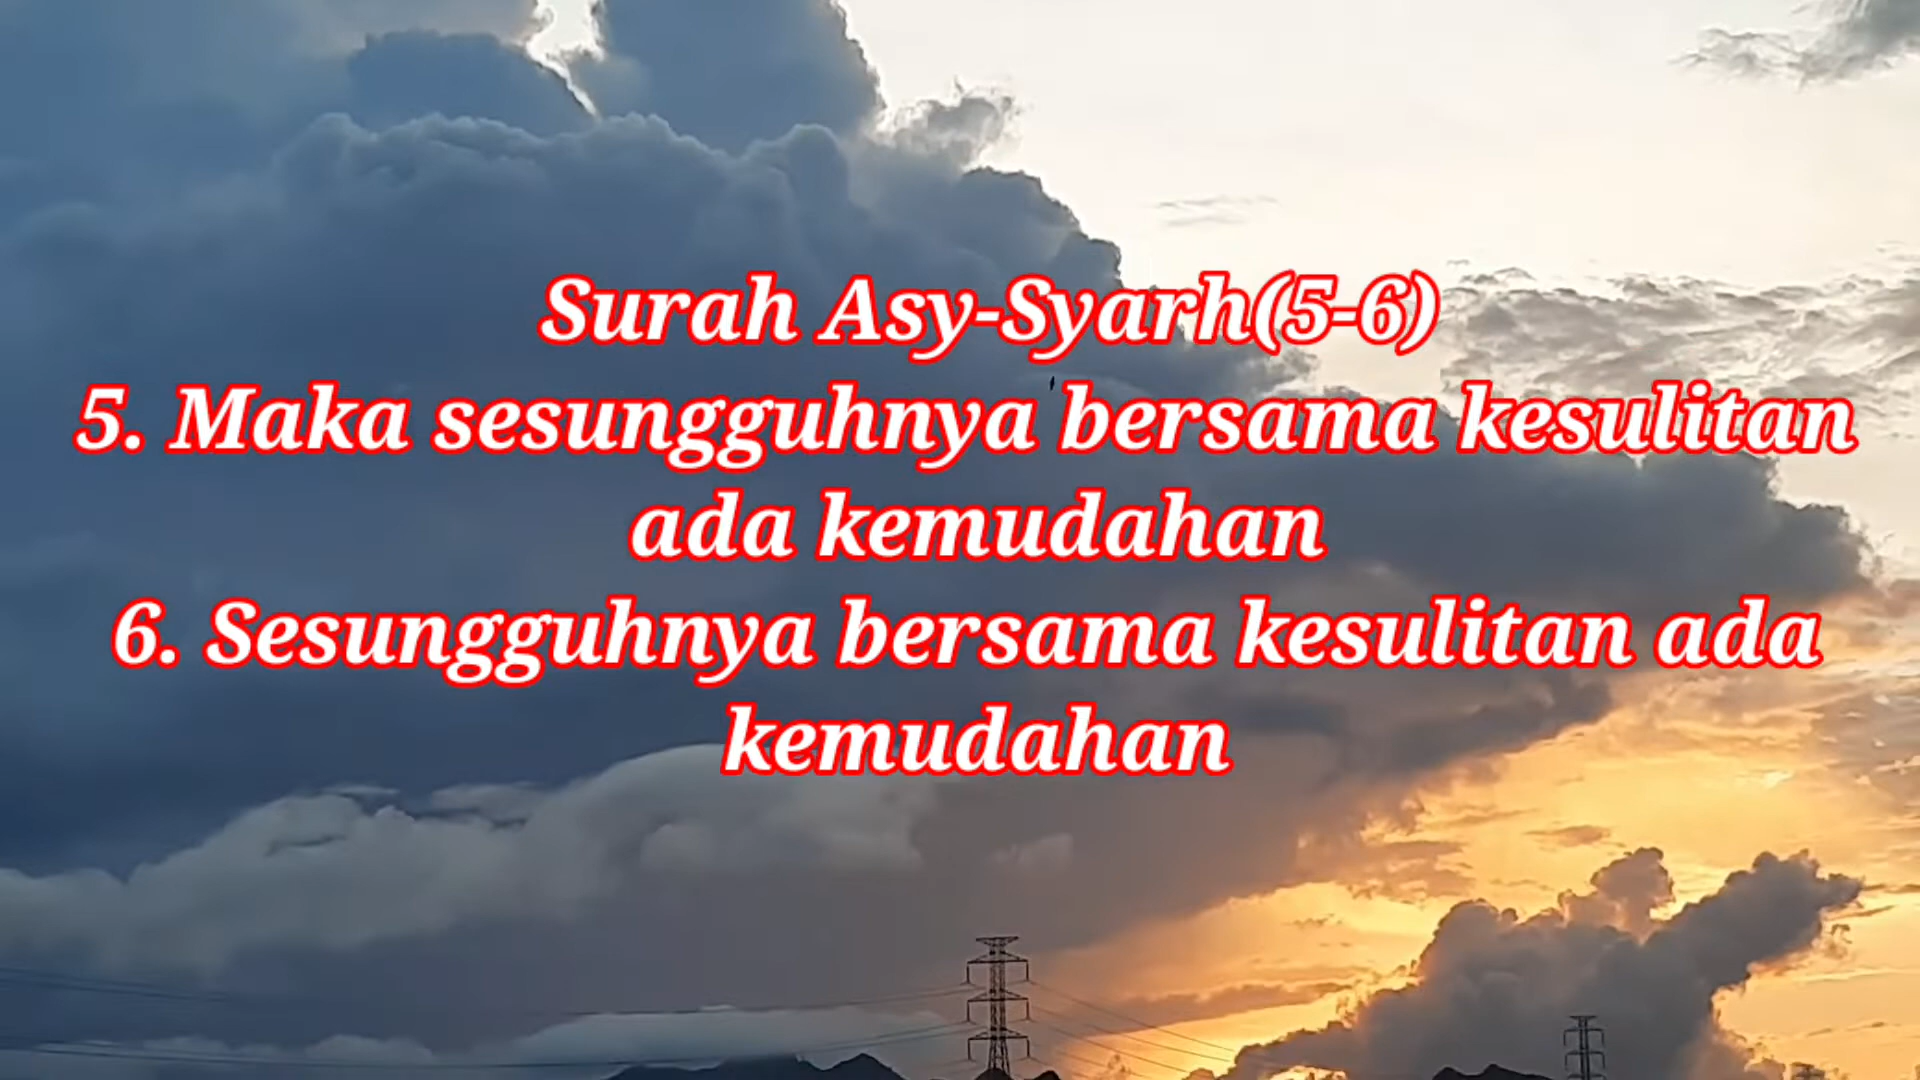 Surah Asy-Syarh(5-6)
5. Maka sesungguhnya bersama kesulitan
ada kemudahan
6. Sesungguhnya bersama kesulitan ada
kemudahan